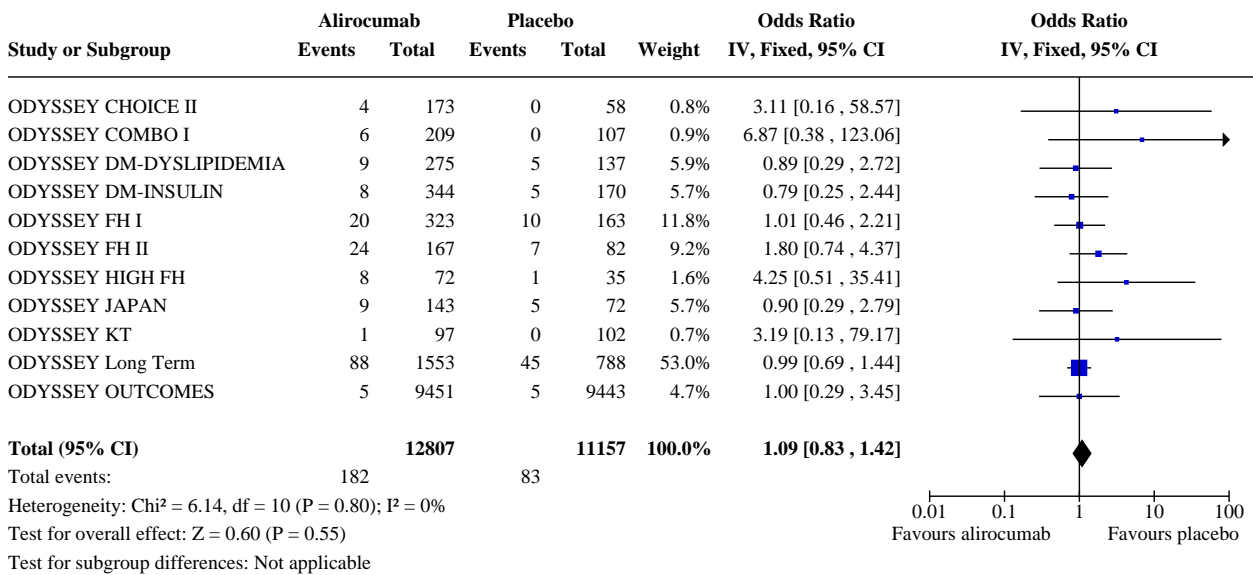 Alirocumab Placebo Odds Ratio Odds Ratio
Study or Subgroup Events Total Events Total Weight IV, Fixed, 95% CI IV, Fixed, 95% CI
ODYSSEY CHOICE II 4 173 0 58 0.8% 3.11 [0.16 , 58.57]
ODYSSEY COMBO I 6 209 0 107 0.9% 6.87 [0.38 , 123.06]
ODYSSEY DM-DYSLIPIDEMIA 9 275 5 137 5.9% 0.89 [0.29 , 2.72]
ODYSSEY DM-INSULIN 8 344 5 170 5.7% 0.79 [0.25 , 2.44]
ODYSSEY FH I 20 323 10 163 11.8% 1.01 [0.46 , 2.21]
ODYSSEY FH II 24 167 7 82 9.2% 1.80 [0.74 , 4.37]
ODYSSEY HIGH FH 8 72 1 35 1.6% 4.25 [0.51 , 35.41]
ODYSSEY JAPAN 9 143 5 72 5.7% 0.90 [0.29 , 2.79]
ODYSSEY KT 1 97 0 102 0.7% 3.19 [0.13 , 79.17]
ODYSSEY Long Term 88 1553 45 788 53.0% 0.99 [0.69 , 1.44]
ODYSSEY OUTCOMES 5 9451 5 9443 4.7% 1.00 [0.29 , 3.45]
Total (95% CI) 12807 11157 100.0% 1.09 [0.83 , 1.42]
Total events: 182 83
Heterogeneity: Chi² = 6.14, df = 10 (P = 0.80); I² = 0%
0.01 0.1 1 10 100
Test for overall effect: Z = 0.60 (P = 0.55)
Favours alirocumab Favours placebo
Test for subgroup differences: Not applicable